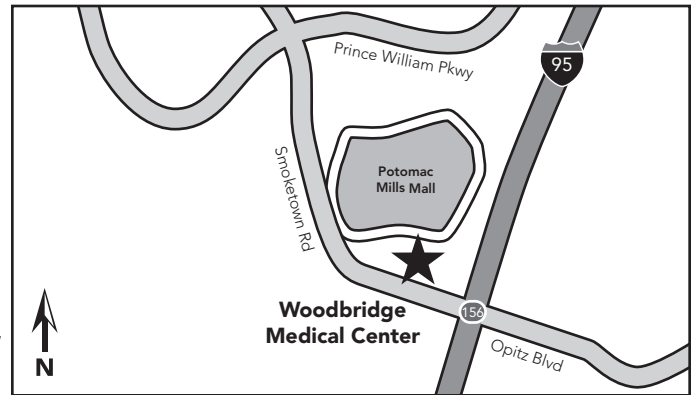 Prince William Pkwy
95
Smoketown Rd
Potomac
Mills Mall
Woodbridge
Medical Center
156
Opitz Blvd
N